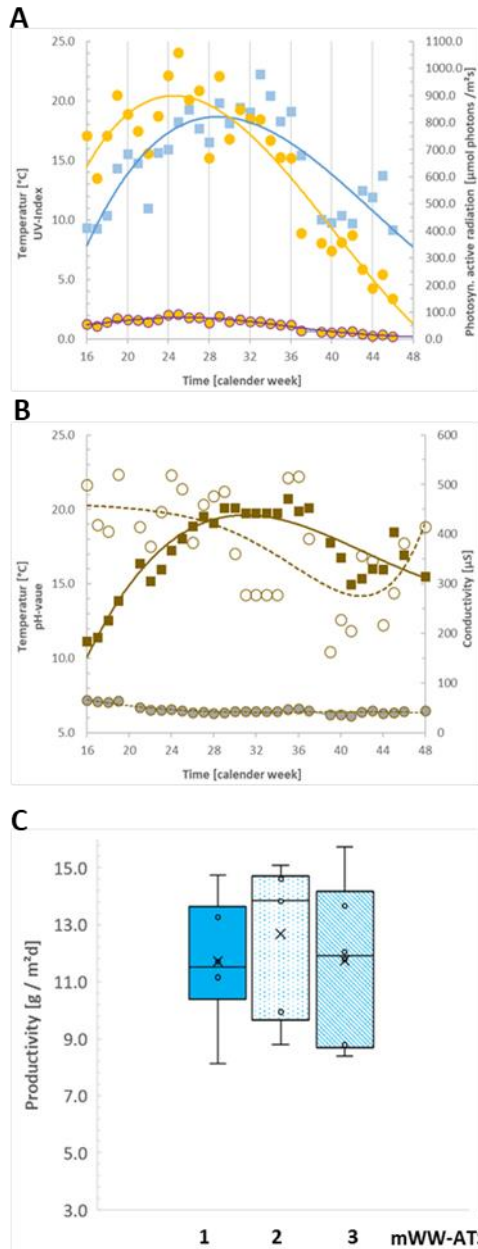 A
25.0
20.0
15.0
10.0
5.0
0.0
Temperatur [°C]
UV-Index
1100.0
1000.0
900.0
800.0
700.0
600.0
500.0
400.0
300.0
200.0
100.0
0.0
Photosyn. active radiation [µmol photons /m²s]
16 20 24 28 32 36 40 44 48
Time [calender week]
B
25.0
20.0
15.0
10.0
5.0
Temperatur [°C]
pH-vaue
600
500
400
300
200
100
0
Conductivity [µS]
16 20 24 28 32 36 40 44 48
Time [calender week]
C
15.0
13.0
11.0
9.0
7.0
5.0
3.0
Productivity [g / m²d]
1 2 3 mWW-ATS